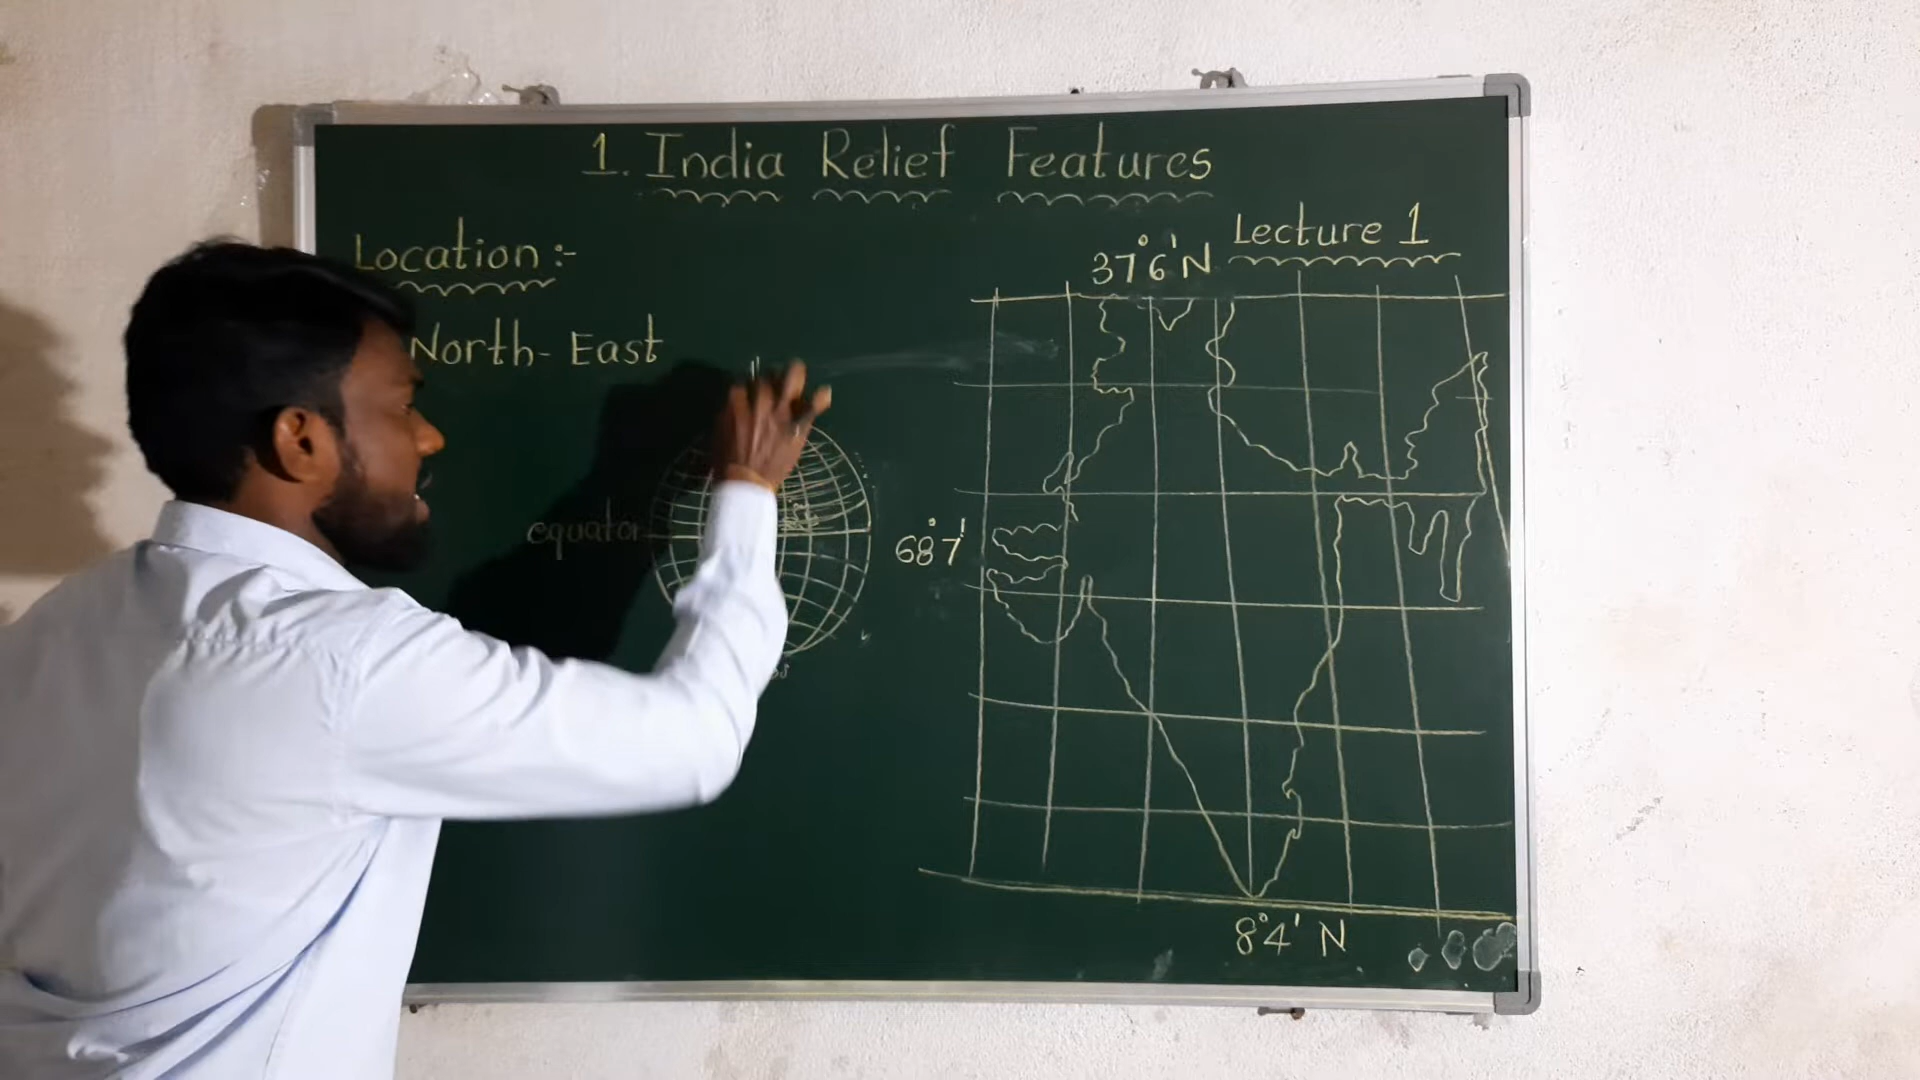 1. India Relief Features
Lecture 1
Location :-
North-East
equator
37°6' N
68°7'
8°4' N